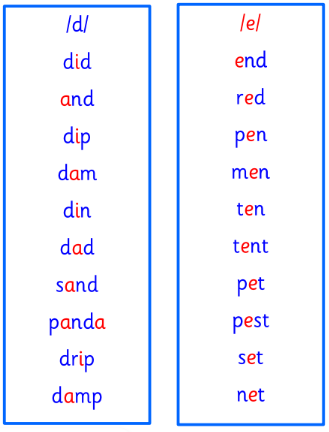 /d/
did
and
dip
dam
din
dad
sand
panda
drip
damp
/e/
end
red
pen
men
ten
tent
pet
pest
set
net